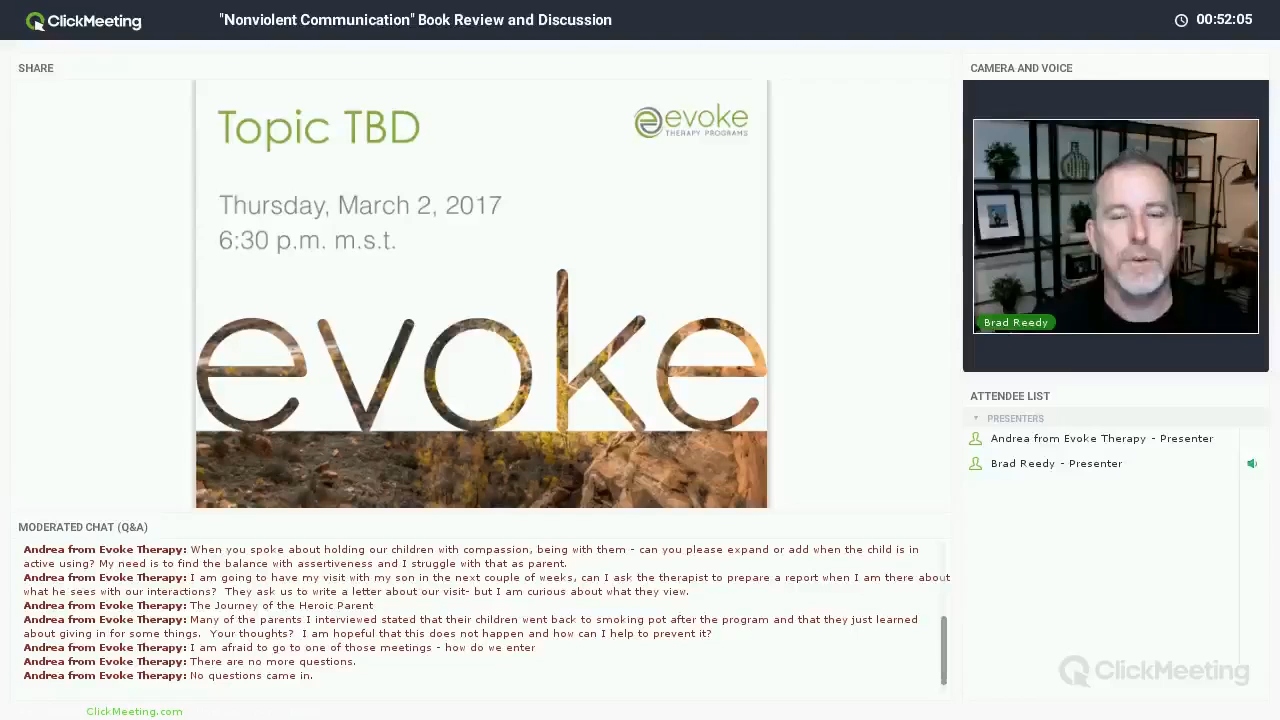 ClickMeeting
"Nonviolent Communication" Book Review and Discussion
00:52:05
SHARE
Topic TBD
evoke
THERAPY PROGRAMS
Thursday, March 2, 2017
6:30 p.m. m.s.t.
evoke
CAMERA AND VOICE
Brad Reedy
ATTENDEE LIST
PRESENTERS
Andrea from Evoke Therapy - Presenter
Brad Reedy - Presenter
MODERATED CHAT (Q&A)
Andrea from Evoke Therapy: When you spoke about holding our children with compassion, being with them - can you please expand or add when the child is in
active using? My need is to find the balance with assertiveness and I struggle with that as parent.
Andrea from Evoke Therapy: I am going to have my visit with my son in the next couple of weeks, can I ask the therapist to prepare a report when I am there about
what he sees with our interactions? They ask us to write a letter about our visit- but I am curious about what they view.
Andrea from Evoke Therapy: The Journey of the Heroic Parent
Andrea from Evoke Therapy: Many of the parents I interviewed stated that their children went back to smoking pot after the program and that they just learned
about giving in for some things. Your thoughts? I am hopeful that this does not happen and how can I help to prevent it?
Andrea from Evoke Therapy: I am afraid to go to one of those meetings - how do we enter
Andrea from Evoke Therapy: There are no more questions.
Andrea from Evoke Therapy: No questions came in.
ClickMeeting
ClickMeeting.com